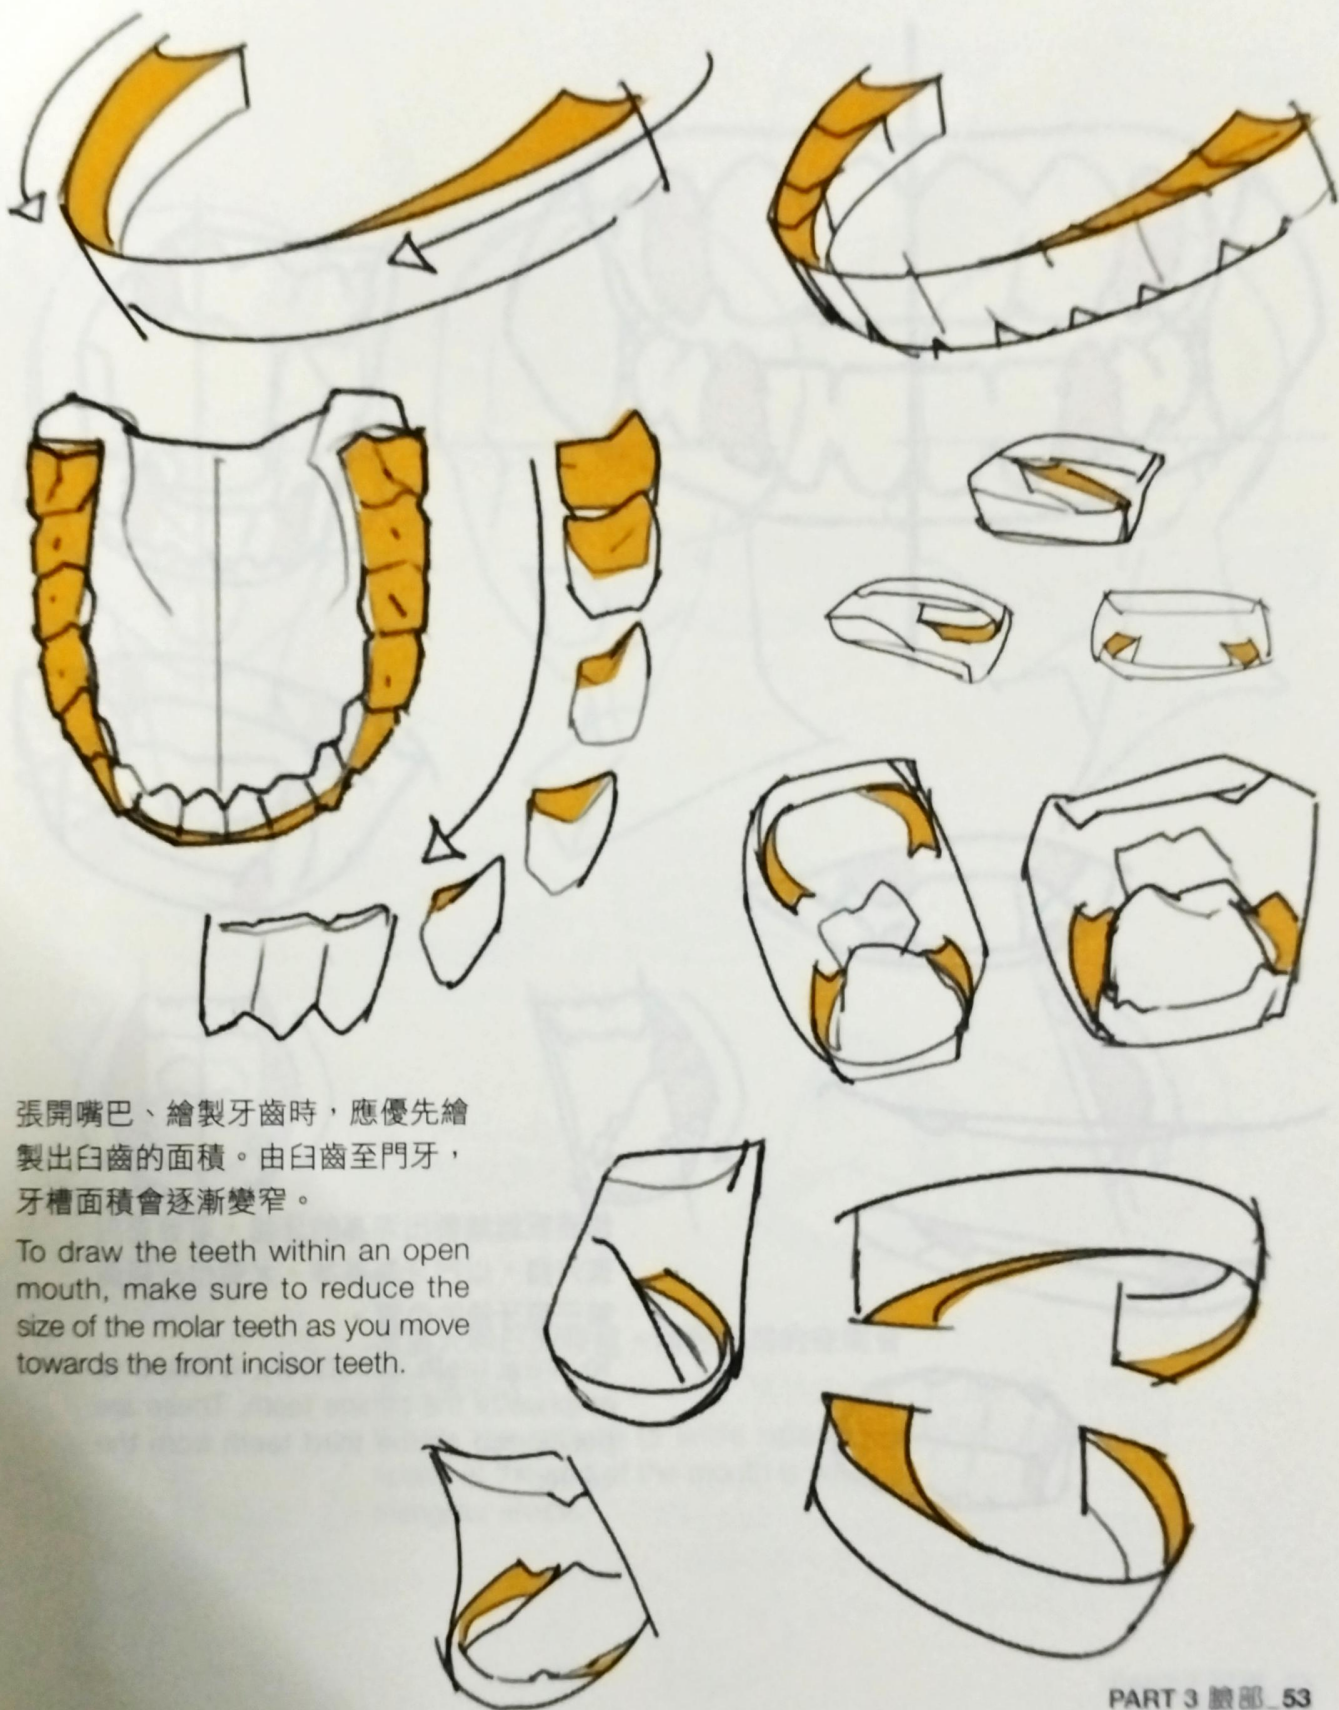 張開嘴巴、繪製牙齒時，應優先繪
製出臼齒的面積。由臼齒至門牙，
牙槽面積會逐漸變窄。
To draw the teeth within an open
mouth, make sure to reduce the
size of the molar teeth as you move
towards the front incisor teeth.
PART 3 臉部_53